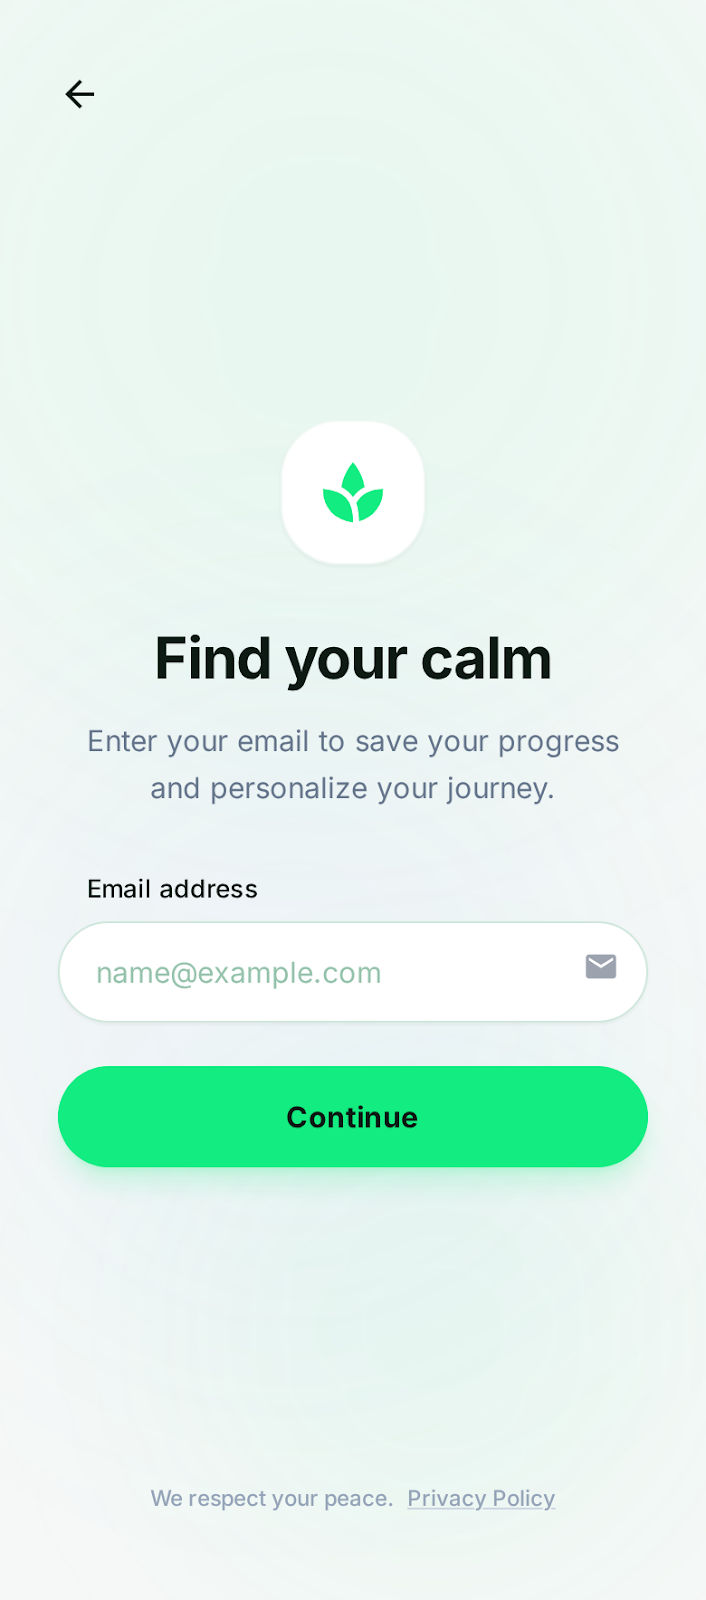 Find your calm
Enter your email to save your progress
and personalize your journey.
Email address
name@example.com
Continue
We respect your peace. Privacy Policy